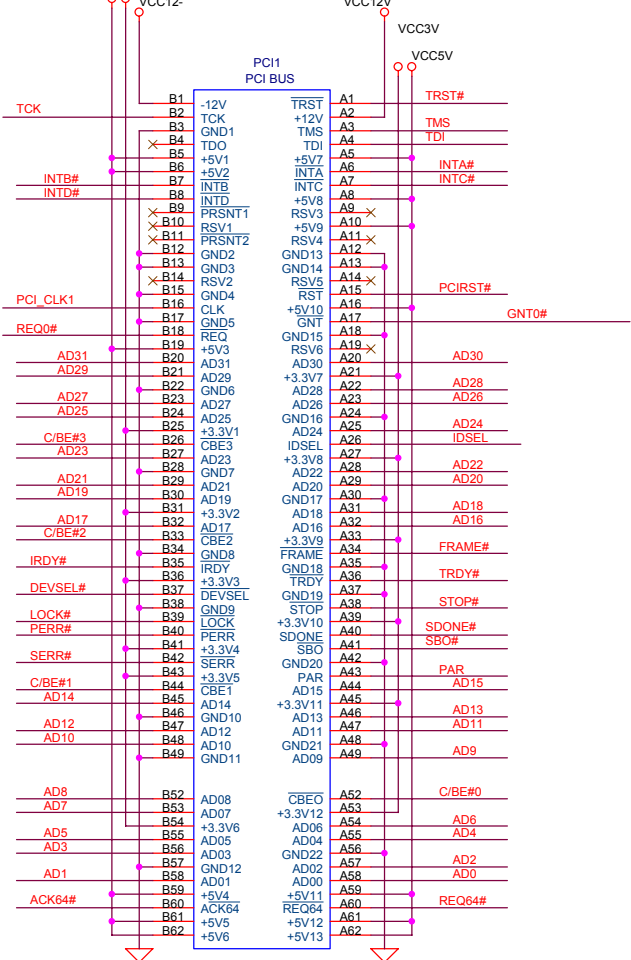 VCC12- VCC12V
VCC3V
VCC5V
PCI1
PCI BUS
B1 -12V TRST A1 TRST#
TCK B2 TCK +12V A2
B3 GND1 TMS A3 TMS
B4 TDO TDI A4 TDI
B5 +5V1 +5V7 A5
B6 +5V2 INTA A6 INTA#
INTB# B7 INTB INTC A7 INTC#
INTD# B8 INTD +5V8 A8
B9 PRSNT1 RSV3 A9
B10 RSV1 +5V9 A10
B11 PRSNT2 RSV4 A11
B12 GND2 GND13 A12
B13 GND3 GND14 A13
B14 RSV2 RSV5 A14
B15 GND4 RST A15 PCIRST#
PCI_CLK1 B16 CLK +5V10 A16
B17 GND5 GNT A17 GNT0#
REQ0# B18 REQ GND15 A18
B19 +5V3 RSV6 A19
AD31 B20 AD31 AD30 A20 AD30
AD29 B21 AD29 +3.3V7 A21
B22 GND6 AD28 A22 AD28
AD27 B23 AD27 AD26 A23 AD26
AD25 B24 AD25 GND16 A24
B25 +3.3V1 AD24 A25 AD24
C/BE#3 B26 CBE3 IDSEL A26 IDSEL
AD23 B27 AD23 +3.3V8 A27
B28 GND7 AD22 A28 AD22
AD21 B29 AD21 AD20 A29 AD20
AD19 B30 AD19 GND17 A30
B31 +3.3V2 AD18 A31 AD18
AD17 B32 AD17 AD16 A32 AD16
C/BE#2 B33 CBE2 +3.3V9 A33
B34 GND8 FRAME A34 FRAME#
IRDY# B35 IRDY GND18 A35
B36 +3.3V3 TRDY A36 TRDY#
DEVSEL# B37 DEVSEL GND19 A37
B38 GND9 STOP A38 STOP#
LOCK# B39 LOCK +3.3V10 A39
PERR# B40 PERR SDONE A40 SDONE#
B41 +3.3V4 SBO A41 SBO#
SERR# B42 SERR GND20 A42
B43 +3.3V5 PAR A43 PAR
C/BE#1 B44 CBE1 AD15 A44 AD15
AD14 B45 AD14 +3.3V11 A45
B46 GND10 AD13 A46 AD13
AD12 B47 AD12 AD11 A47 AD11
AD10 B48 AD10 GND21 A48
B49 GND11 AD09 A49 AD9
AD8 B52 AD08 CBEO A52 C/BE#0
AD7 B53 AD07 +3.3V12 A53
B54 +3.3V6 AD06 A54 AD6
AD5 B55 AD05 AD04 A55 AD4
AD3 B56 AD03 GND22 A56
B57 GND12 AD02 A57 AD2
AD1 B58 AD01 AD00 A58 AD0
B59 +5V4 +5V11 A59
ACK64# B60 ACK64 REQ64 A60 REQ64#
B61 +5V5 +5V12 A61
B62 +5V6 +5V13 A62